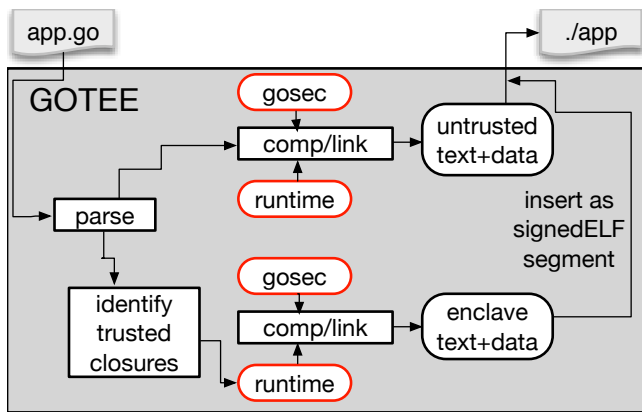 app.go
./app
GOTEE
gosec
comp/link
runtime
untrusted
text+data
parse
insert as
signedELF
segment
identify
trusted
closures
gosec
comp/link
runtime
enclave
text+data